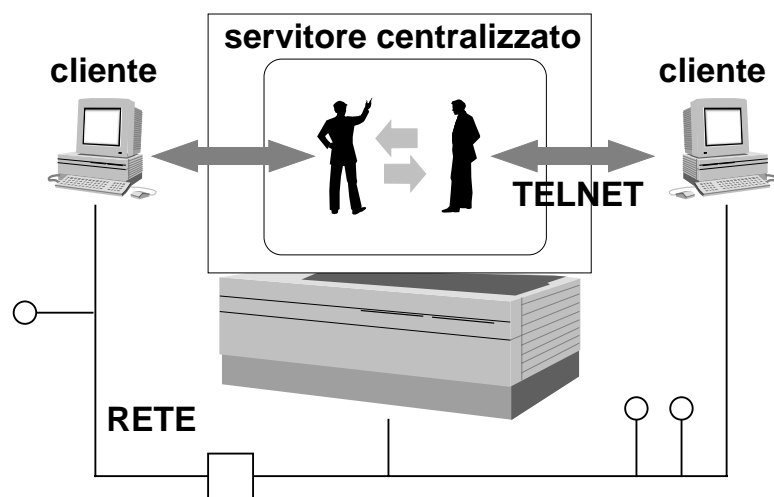 servitore centralizzato
cliente
cliente
TELNET
RETE